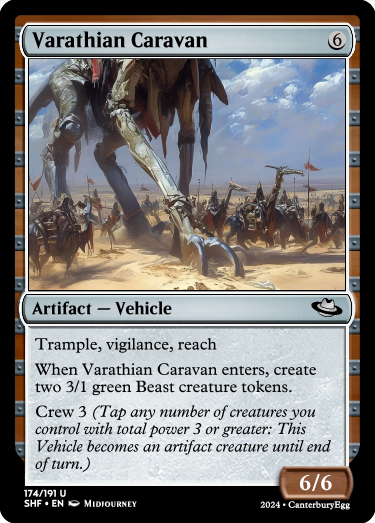 Varathian Caravan 6
Artifact — Vehicle
Trample, vigilance, reach
When Varathian Caravan enters, create
two 3/1 green Beast creature tokens.
Crew 3 (Tap any number of creatures you
control with total power 3 or greater: This
Vehicle becomes an artifact creature until end
of turn.)
6/6
174/191 U
SHF • EN Midjourney 2024 • CanterburyEgg